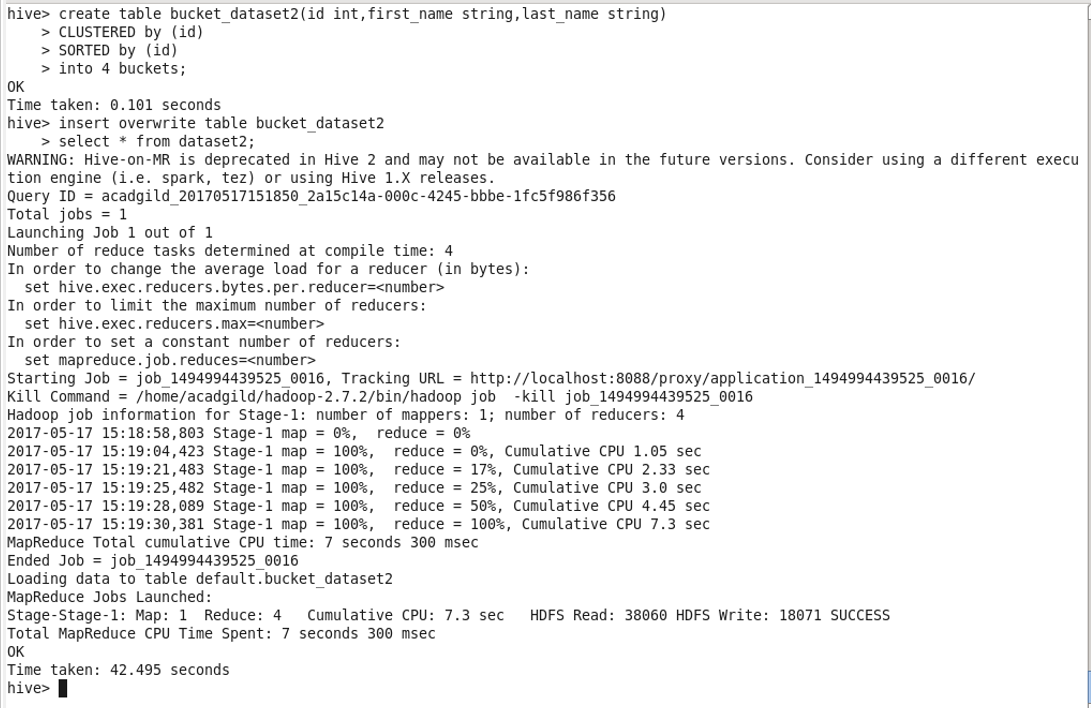 hive> create table bucket_dataset2(id int,first_name string,last_name string)
    > CLUSTERED by (id)
    > SORTED by (id)
    > into 4 buckets;
OK
Time taken: 0.101 seconds
hive> insert overwrite table bucket_dataset2
    > select * from dataset2;
WARNING: Hive-on-MR is deprecated in Hive 2 and may not be available in the future versions. Consider using a different execu
tion engine (i.e. spark, tez) or using Hive 1.X releases.
Query ID = acadgild_20170517151850_2a15c14a-000c-4245-bbbe-1fc5f986f356
Total jobs = 1
Launching Job 1 out of 1
Number of reduce tasks determined at compile time: 4
In order to change the average load for a reducer (in bytes):
  set hive.exec.reducers.bytes.per.reducer=<number>
In order to limit the maximum number of reducers:
  set hive.exec.reducers.max=<number>
In order to set a constant number of reducers:
  set mapreduce.job.reduces=<number>
Starting Job = job_1494994439525_0016, Tracking URL = http://localhost:8088/proxy/application_1494994439525_0016/
Kill Command = /home/acadgild/hadoop-2.7.2/bin/hadoop job  -kill job_1494994439525_0016
Hadoop job information for Stage-1: number of mappers: 1; number of reducers: 4
2017-05-17 15:18:58,803 Stage-1 map = 0%,  reduce = 0%
2017-05-17 15:19:04,423 Stage-1 map = 100%,  reduce = 0%, Cumulative CPU 1.05 sec
2017-05-17 15:19:21,483 Stage-1 map = 100%,  reduce = 17%, Cumulative CPU 2.33 sec
2017-05-17 15:19:25,482 Stage-1 map = 100%,  reduce = 25%, Cumulative CPU 3.0 sec
2017-05-17 15:19:28,089 Stage-1 map = 100%,  reduce = 50%, Cumulative CPU 4.45 sec
2017-05-17 15:19:30,381 Stage-1 map = 100%,  reduce = 100%, Cumulative CPU 7.3 sec
MapReduce Total cumulative CPU time: 7 seconds 300 msec
Ended Job = job_1494994439525_0016
Loading data to table default.bucket_dataset2
MapReduce Jobs Launched:
Stage-Stage-1: Map: 1  Reduce: 4   Cumulative CPU: 7.3 sec   HDFS Read: 38060 HDFS Write: 18071 SUCCESS
Total MapReduce CPU Time Spent: 7 seconds 300 msec
OK
Time taken: 42.495 seconds
hive>